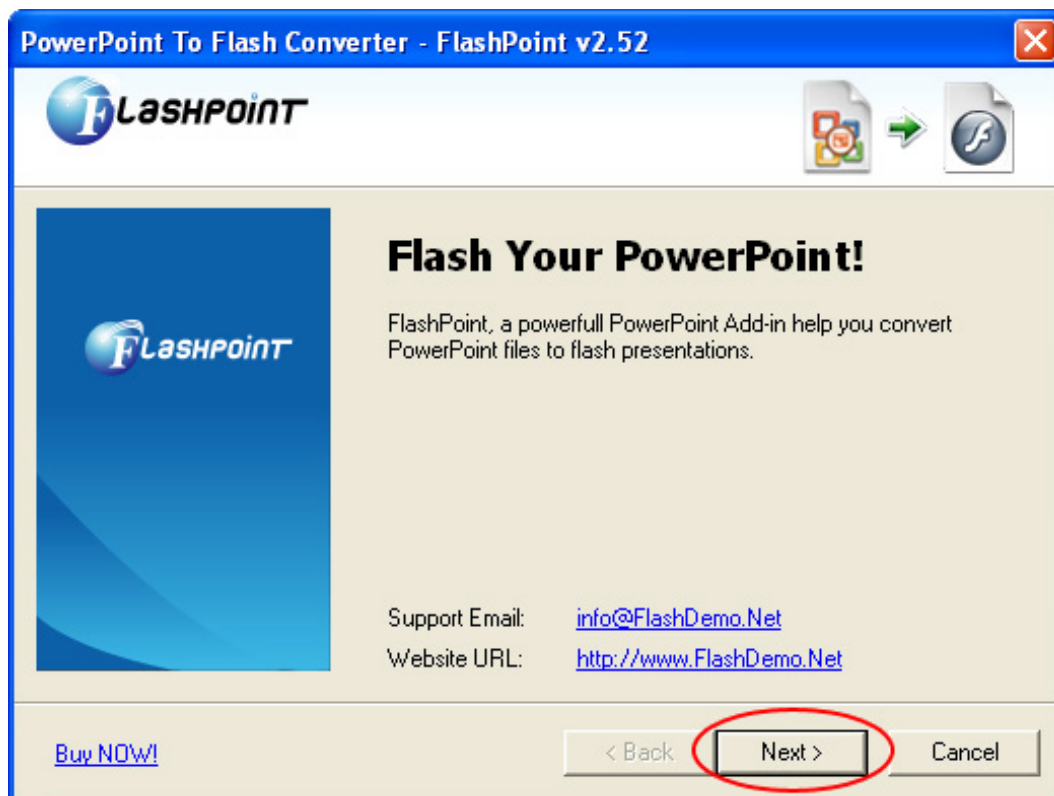 PowerPoint To Flash Converter - FlashPoint v2.52
FLASHPOINT
Flash Your PowerPoint!
FLASHPOINT
FlashPoint, a powerfull PowerPoint Add-in help you convert
PowerPoint files to flash presentations.
Support Email: info@FlashDemo.Net
Website URL: http://www.FlashDemo.Net
Buy NOW! < Back Next > Cancel